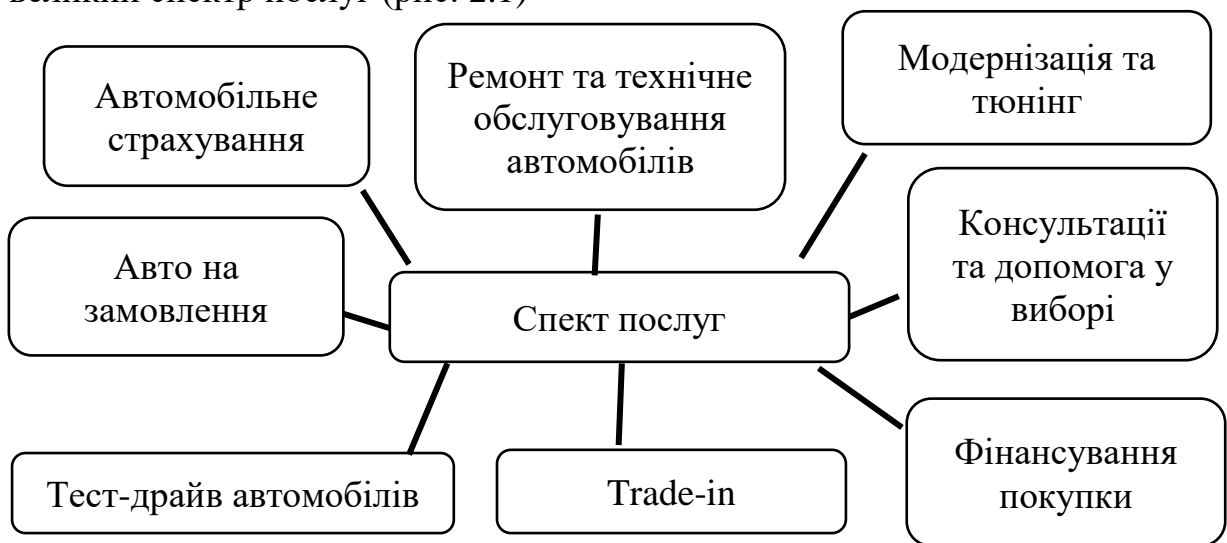 великий спектр послуг (рис. 2.1)
Автомобільне
страхування
Ремонт та технічне
обслуговування
автомобілів
Модернізація та
тюнінг
Авто на
замовлення
Спект послуг
Консультації
та допомога у
виборі
Тест-драйв автомобілів
Trade-in
Фінансування
покупки